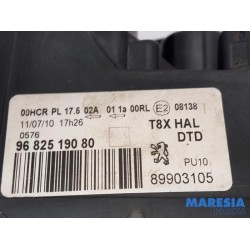 00HCR PL 17.5 02A 01 1a 00RL E2 08138
11/07/10 17h26
0576
T8X HAL
DTD
96 825 190 80
PU10
89903105
MARESIA